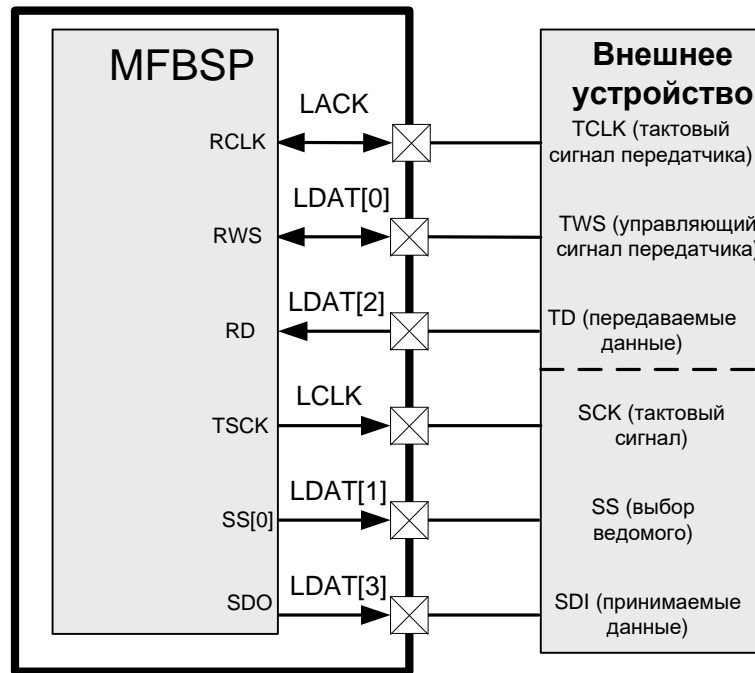 MFBSP
Внешнее
устройство
LACK
RCLK
TCLK (тактовый
сигнал передатчика)
LDAT[0]
RWS
TWS (управляющий
сигнал передатчика)
LDAT[2]
RD
TD (передаваемые
данные)
LCLK
TSCK
SCK (тактовый
сигнал)
LDAT[1]
SS[0]
SS (выбор
ведомого)
LDAT[3]
SDO
SDI (принимаемые
данные)